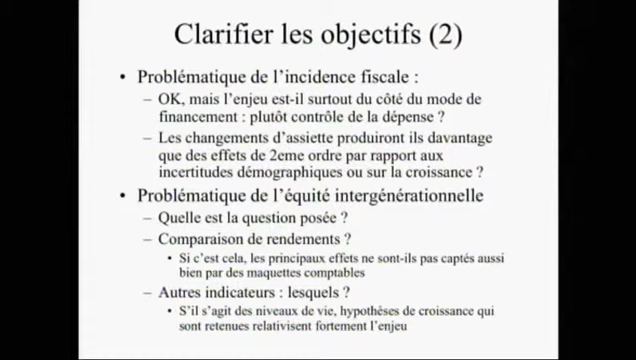 Clarifier les objectifs (2)
• Problématique de l'incidence fiscale :
– OK, mais l'enjeu est-il surtout du côté du mode de
financement : plutôt contrôle de la dépense ?
– Les changements d'assiette produiront ils davantage
que des effets de 2eme ordre par rapport aux
incertitudes démographiques ou sur la croissance ?
• Problématique de l'équité intergénérationnelle
– Quelle est la question posée ?
– Comparaison de rendements ?
• Si c'est cela, les principaux effets ne sont-ils pas captés aussi
bien par des maquettes comptables
– Autres indicateurs : lesquels ?
• S'il s'agit des niveaux de vie, hypothèses de croissance qui
sont retenues relativisent fortement l'enjeu